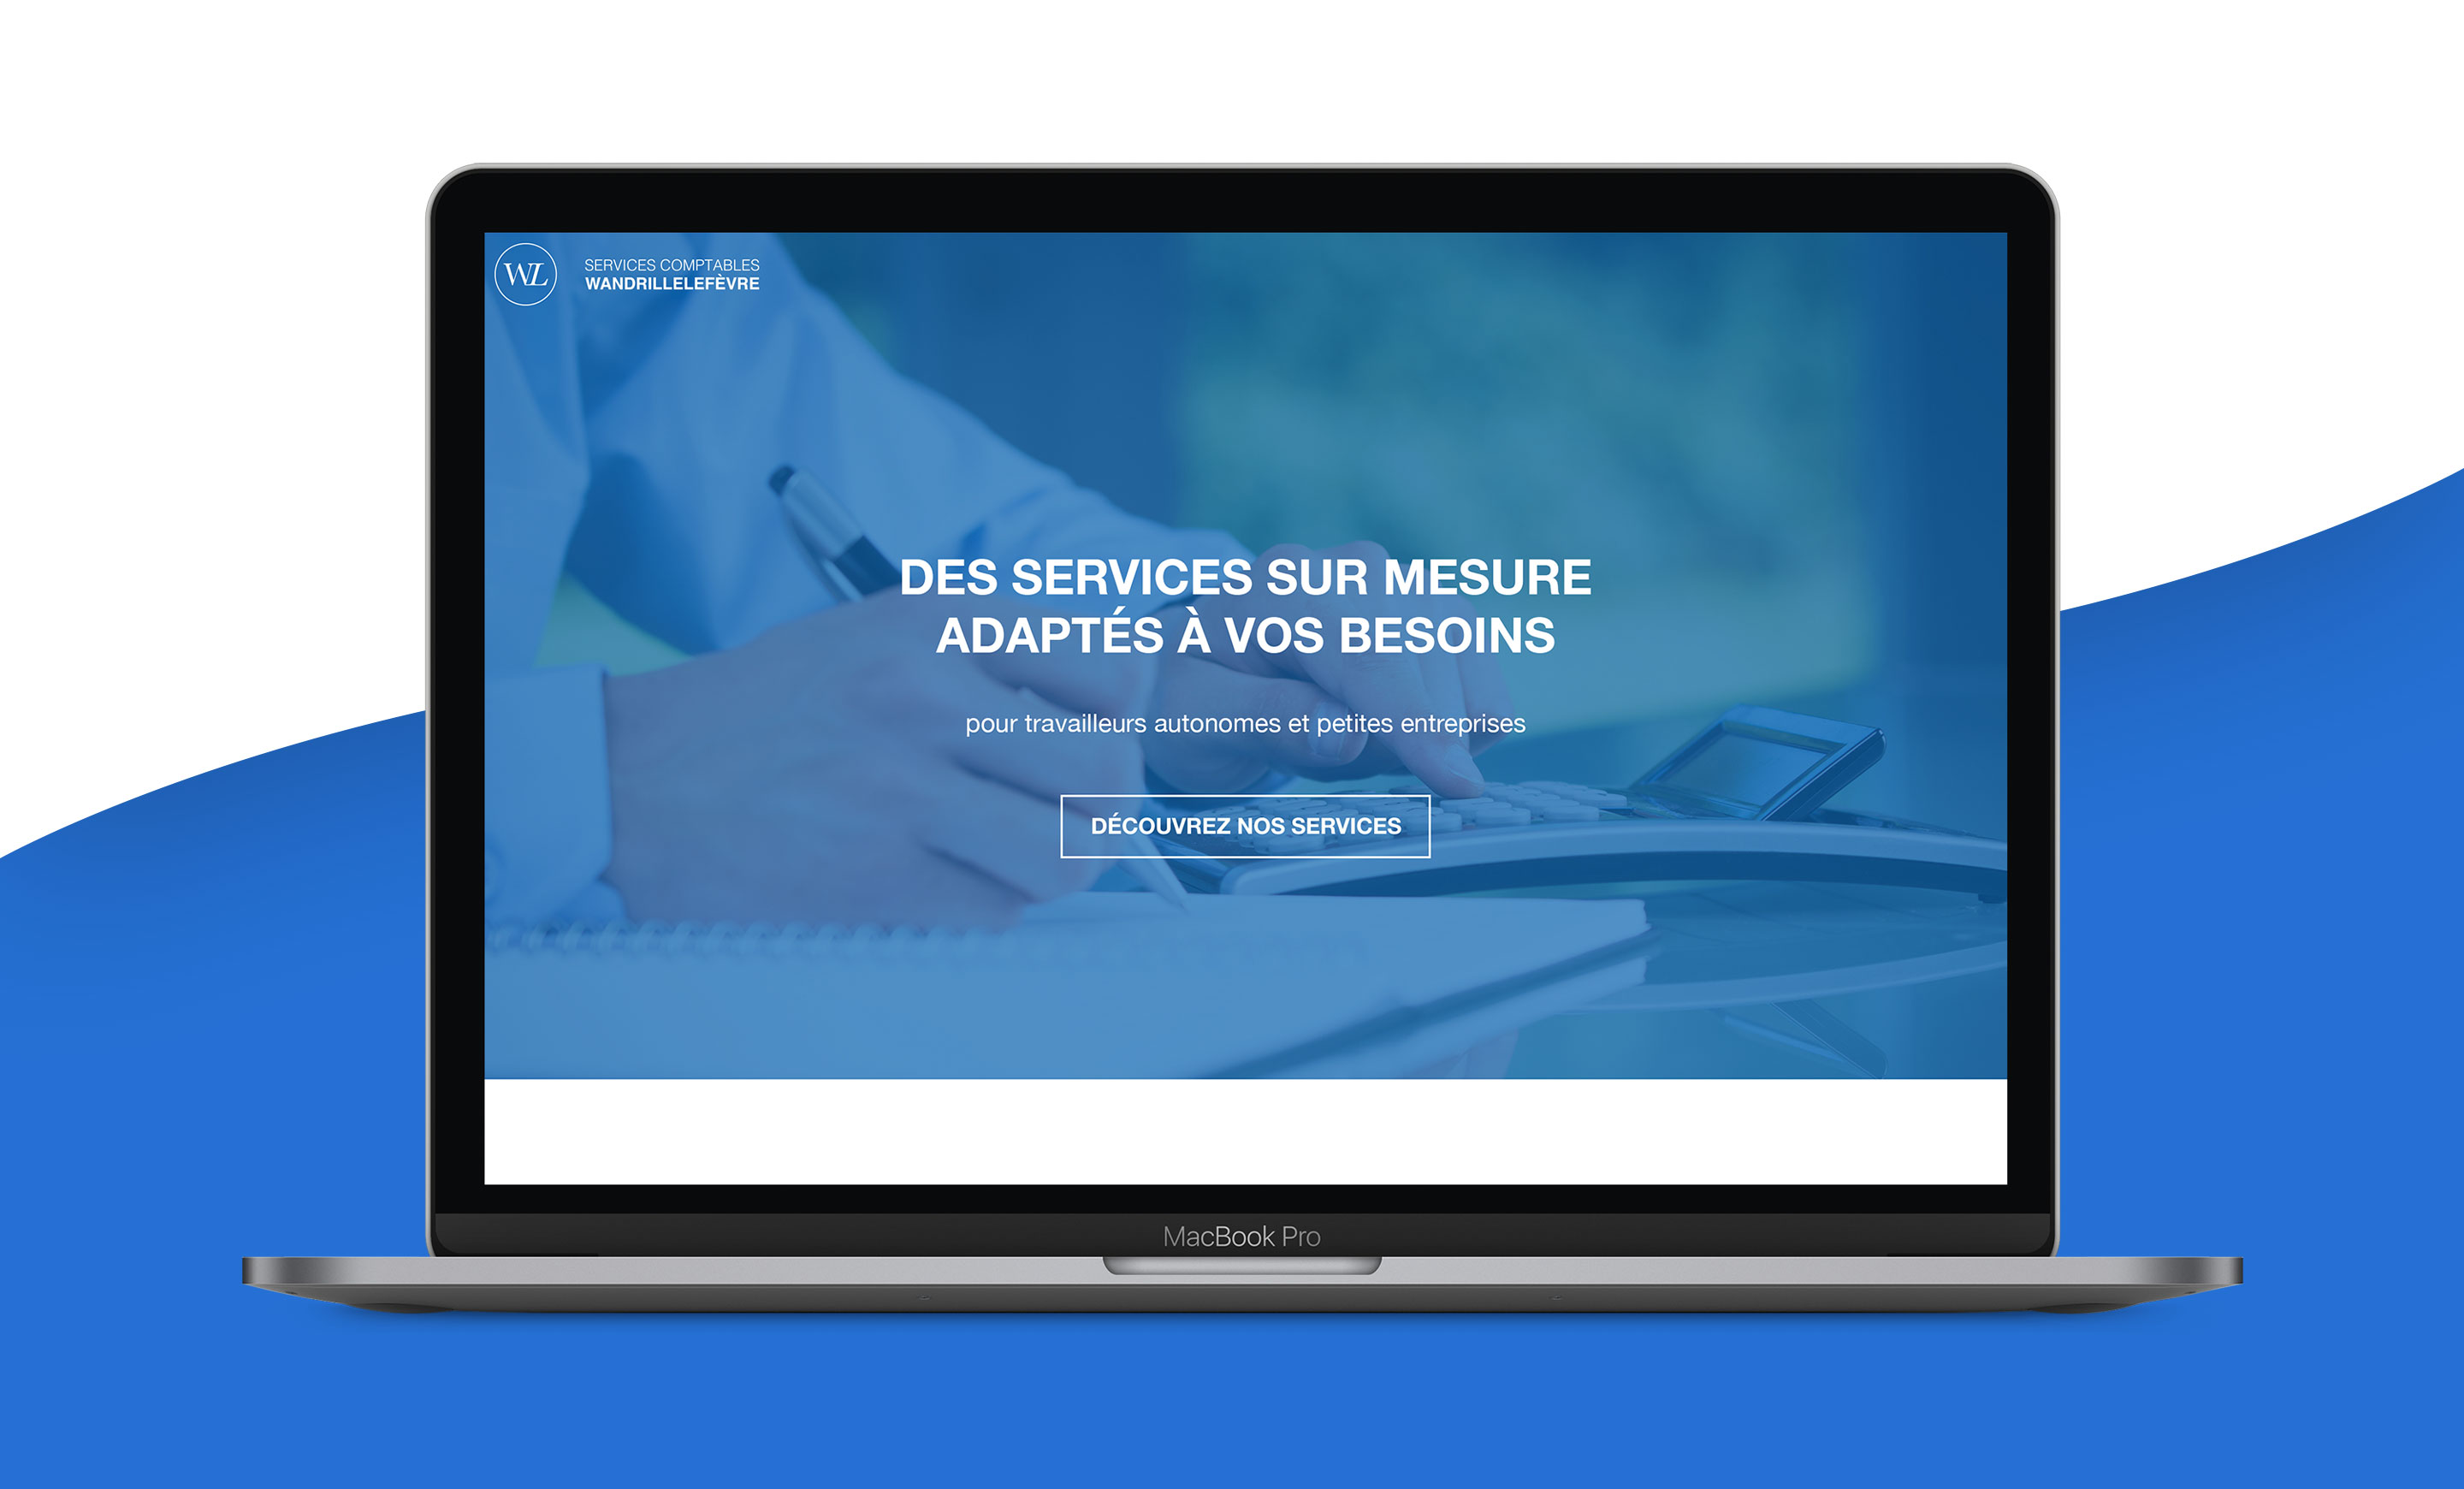 WL
SERVICES COMPTABLES
WANDRILLELEFÈVRE
DES SERVICES SUR MESURE
ADAPTÉS À VOS BESOINS
pour travailleurs autonomes et petites entreprises
DÉCOUVREZ NOS SERVICES
MacBook Pro